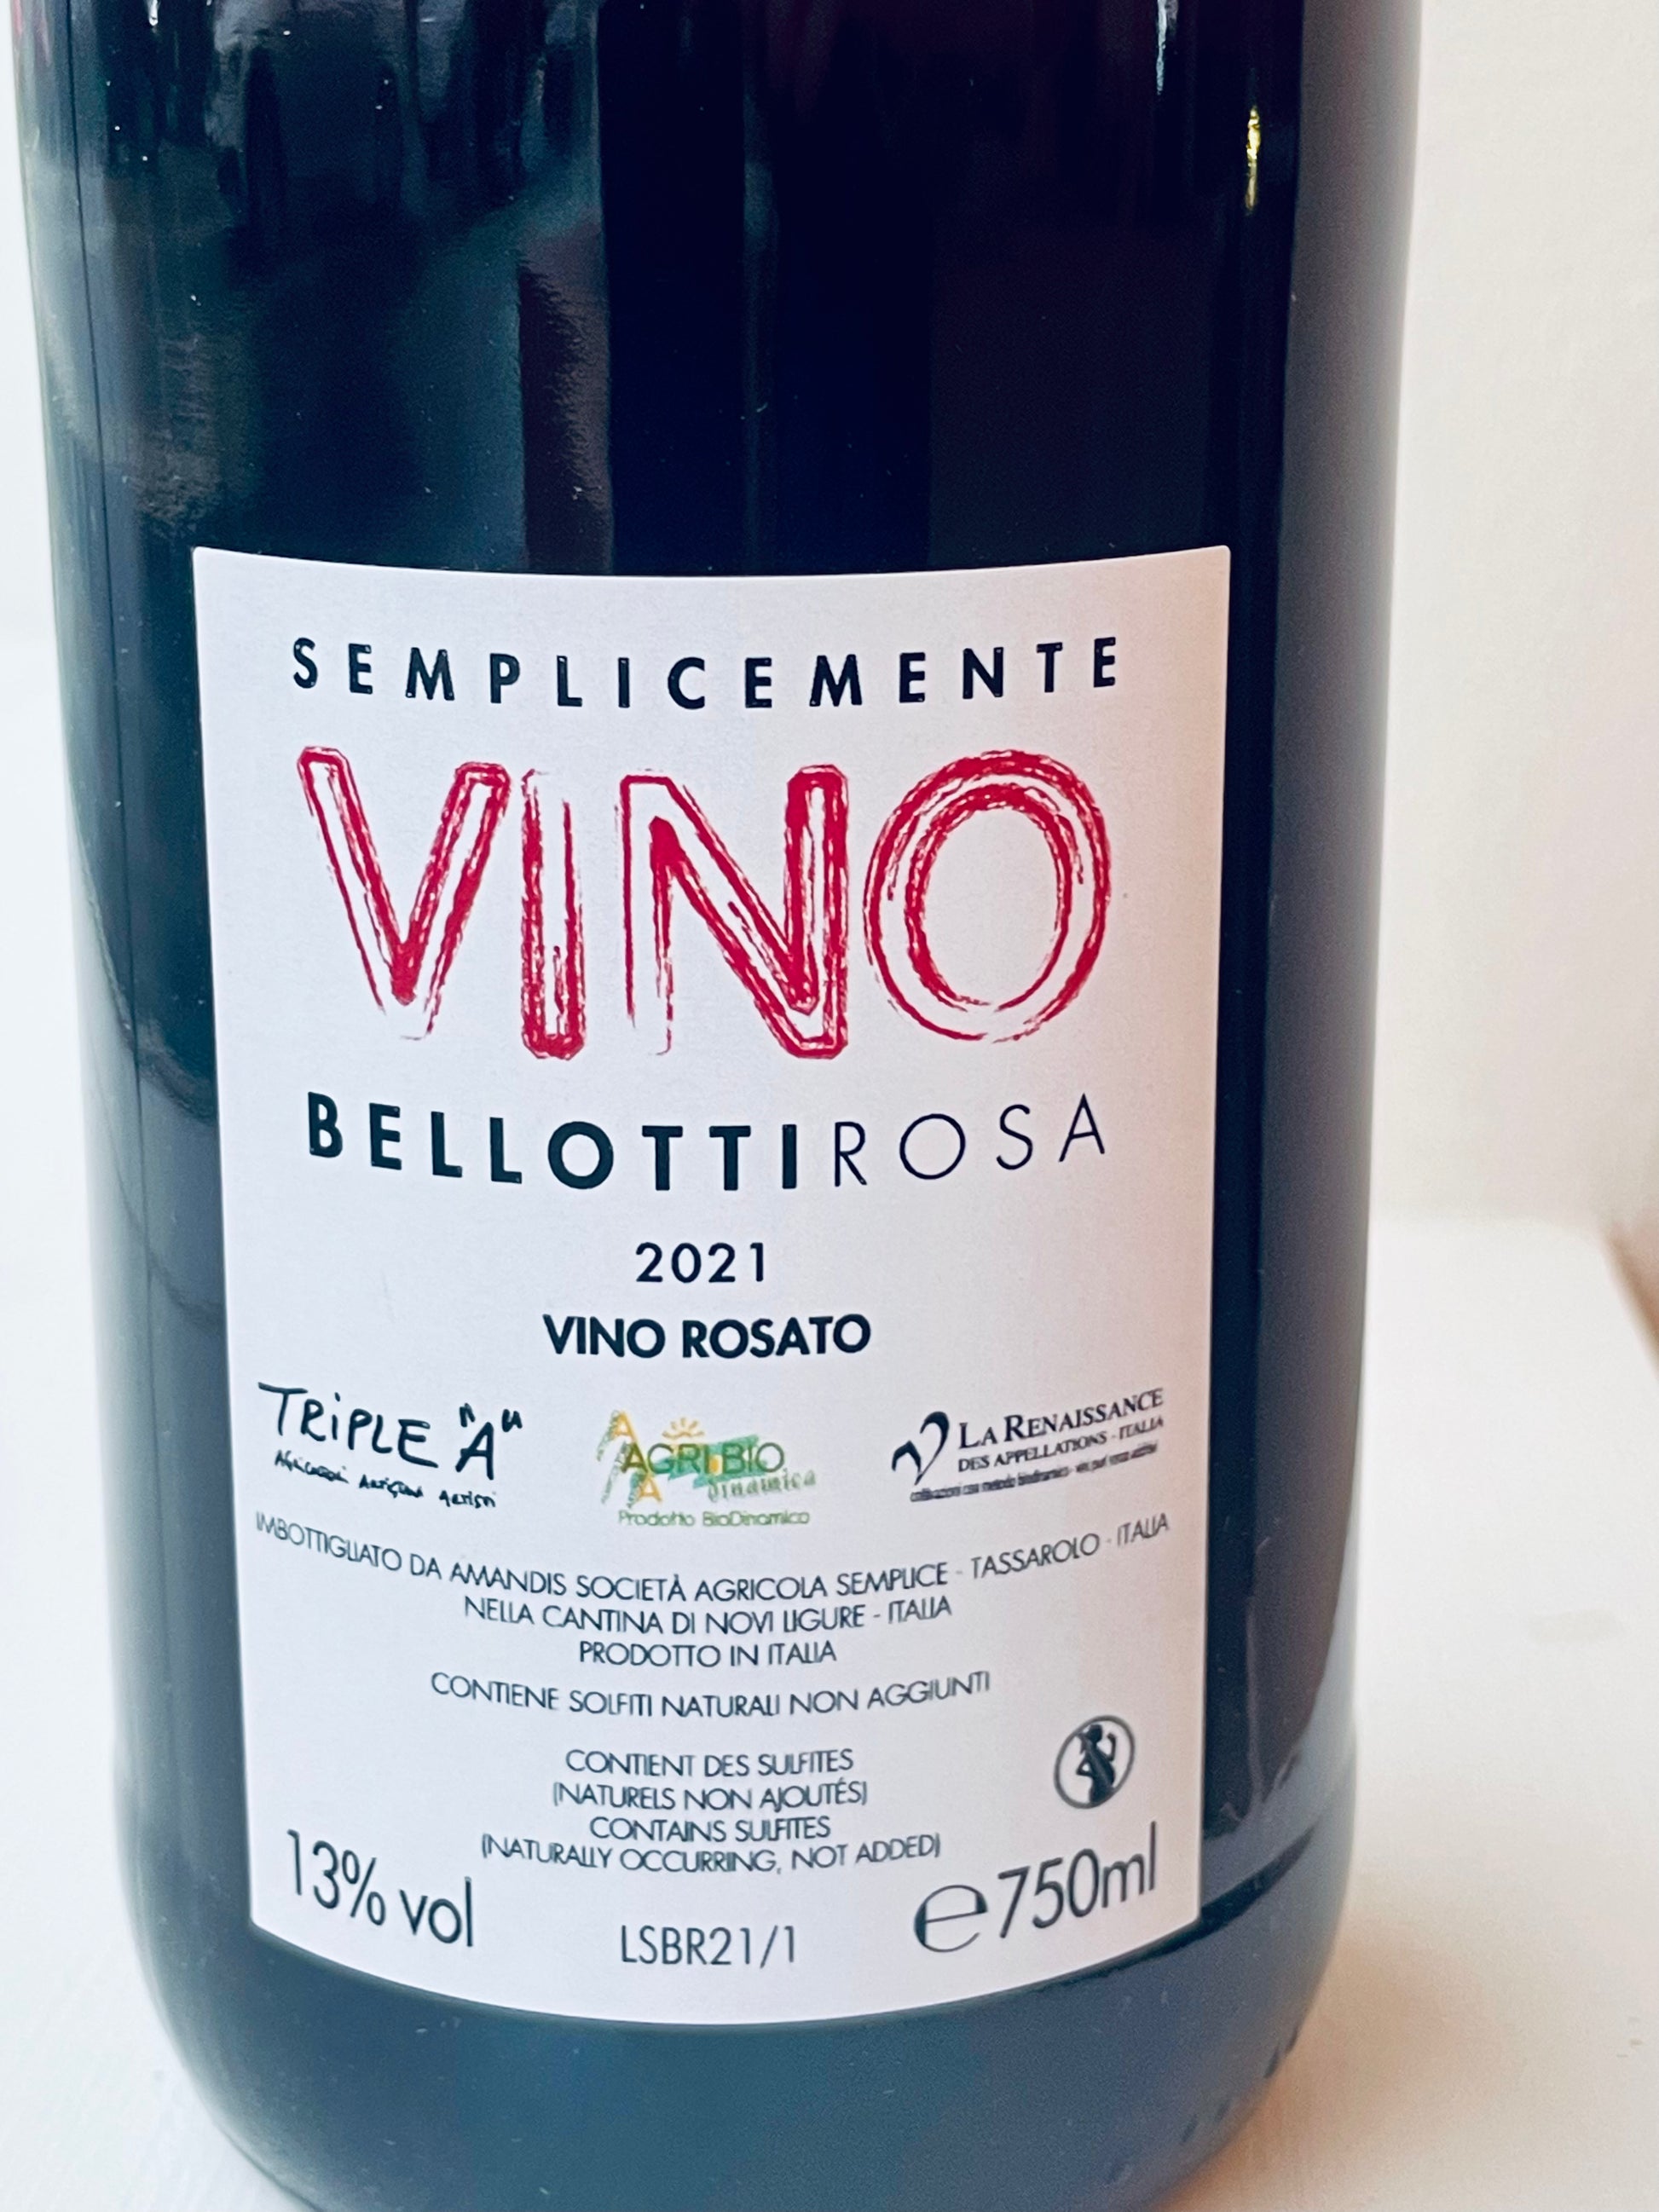 SEMPLICEMENTE
VINO
BELLOTTIROSA
2021
VINO ROSATO
TRiPLE "A"
Agricoltori Artigiani Artisti
AGRI.BIO
dinamica
Prodotto BioDinamico
LA RENAISSANCE
DES APPELLATIONS - ITALIA
IMBOTTIGLIATO DA AMANDIS SOCIETÀ AGRICOLA SEMPLICE - TASSAROLO - ITALIA
NELLA CANTINA DI NOVI LIGURE - ITALIA
PRODOTTO IN ITALIA
CONTIENE SOLFITI NATURALI NON AGGIUNTI
CONTIENT DES SULFITES
(NATURELS NON AJOUTÉS)
CONTAINS SULFITES
(NATURALLY OCCURRING, NOT ADDED)
13% vol
LSBR21/1
℮750ml